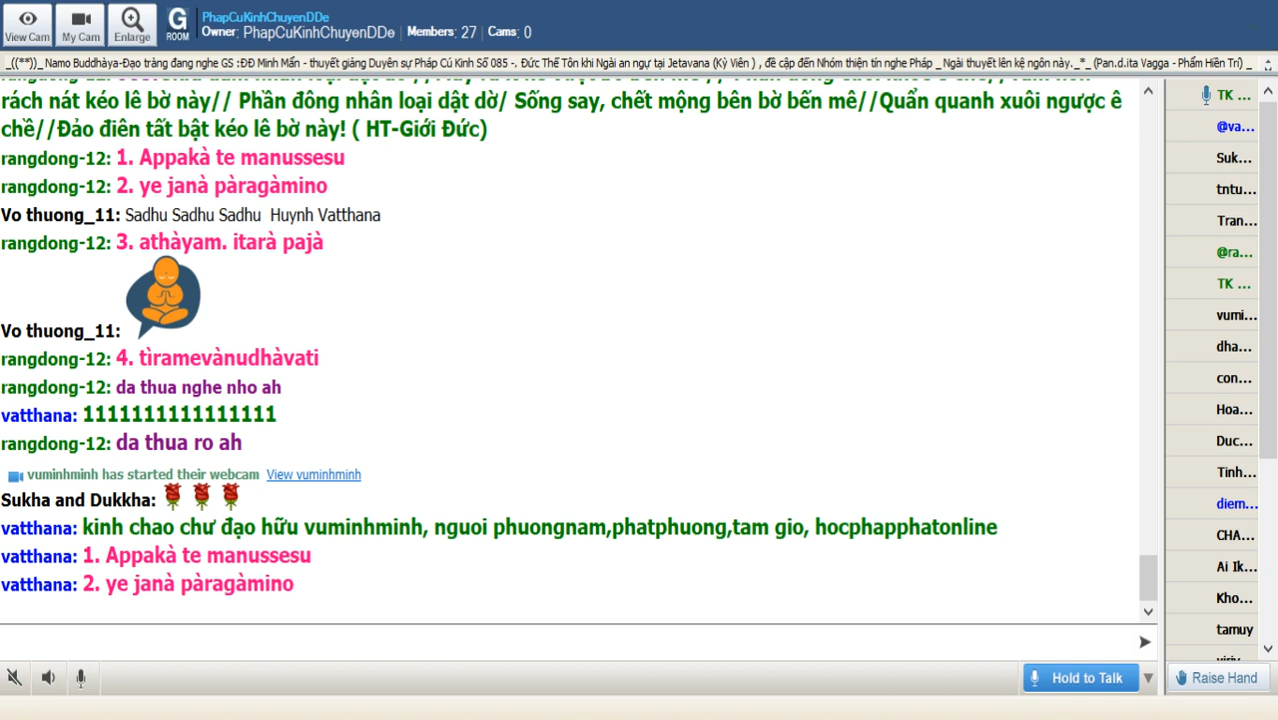 View Cam
My Cam
Enlarge
G
ROOM
PhapCuKinhChuyenDDe
Owner: PhapCuKinhChuyenDDe | Members: 27 | Cams: 0
_((**))_ Namo Buddhàya-Đạo tràng đang nghe GS :ĐĐ Minh Mẫn - thuyết giảng Duyên sự Pháp Cú Kinh Số 085 -. Đức Thế Tôn khi Ngài an ngự tại Jetavana (Kỳ Viên ) , đề cập đến Nhóm thiện tín nghe Pháp _ Ngài thuyết lên kệ ngôn này._*_ (Pan.d.ita Vagga - Phẩm Hiền Trí) _
rách nát kéo lê bờ này// Phần đông nhân loại dật dờ/ Sống say, chết mộng bên bờ bến mê//Quẩn quanh xuôi ngược ê
chề//Đảo điên tất bật kéo lê bờ này! ( HT-Giới Đức)
rangdong-12: 1. Appakà te manussesu
rangdong-12: 2. ye janà pàragàmino
Vo thuong_11: Sadhu Sadhu Sadhu Huynh Vatthana
rangdong-12: 3. athàyam. itarà pajà
Vo thuong_11:
rangdong-12: 4. tìramevànudhàvati
rangdong-12: da thua nghe nho ah
vatthana: 1111111111111111
rangdong-12: da thua ro ah
vuminhminh has started their webcam View vuminhminh
Sukha and Dukkha:
vatthana: kinh chao chư đạo hữu vuminhminh, nguoi phuongnam,phatphuong,tam gio, hocphapphatonline
vatthana: 1. Appakà te manussesu
vatthana: 2. ye janà pàragàmino
TK ...
@va...
Suk...
tntu...
Tran...
@ra...
TK ...
vumi...
dha...
con...
Hoa...
Duc...
Tinh...
diem...
CHA...
Ai Ik...
Kho...
tamuy
Hold to Talk
Raise Hand